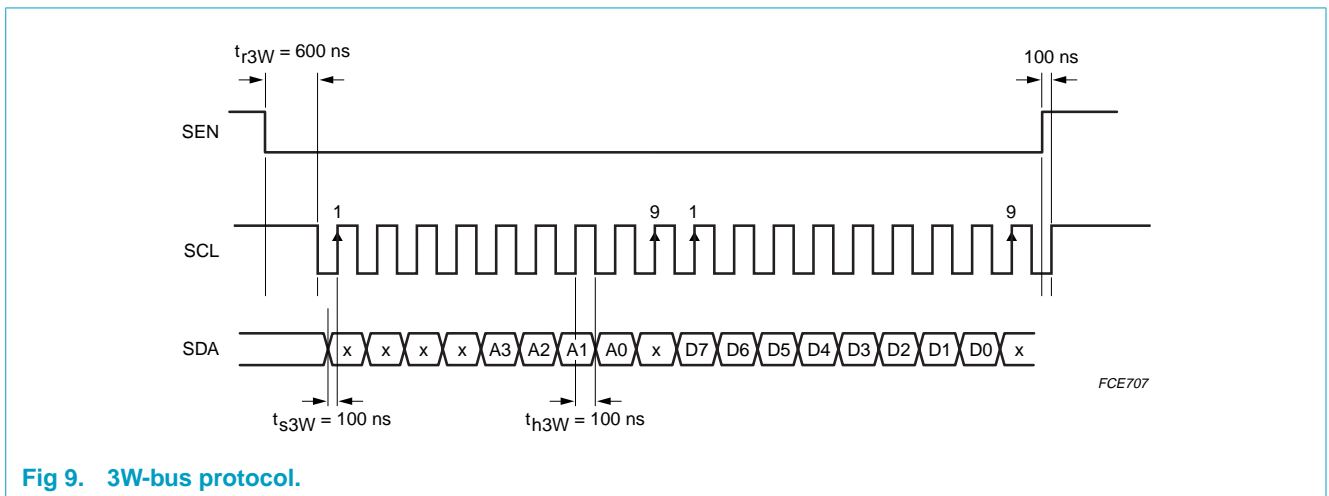 tr3W = 600 ns
100 ns
SEN
1
9
1
9
SCL
SDA
x x x x A3 A2 A1 A0 x D7 D6 D5 D4 D3 D2 D1 D0 x
FCE707
ts3W = 100 ns
th3W = 100 ns
Fig 9. 3W-bus protocol.